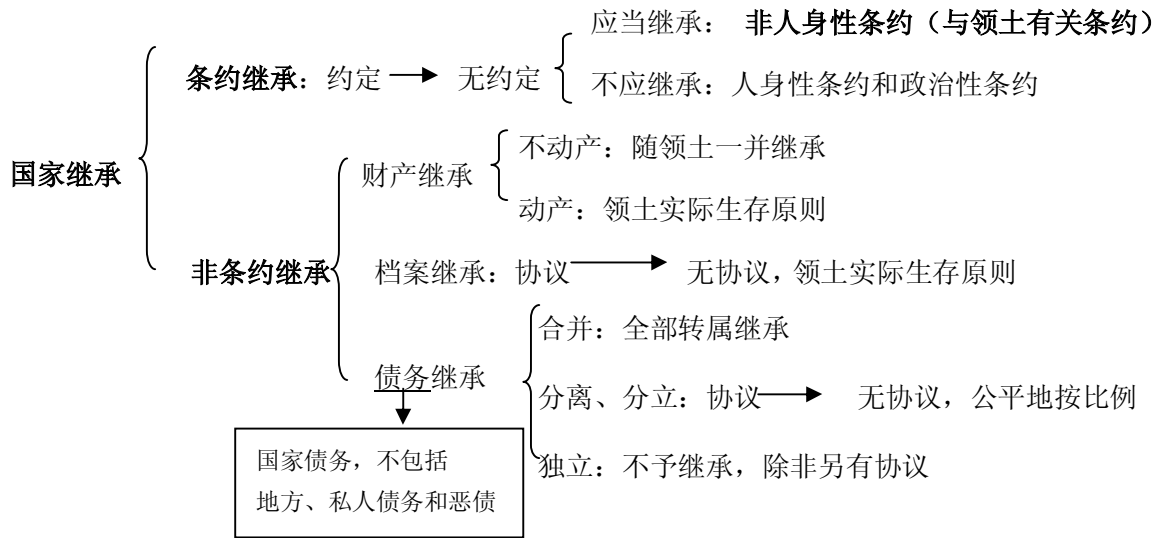 应当继承： 非人身性条约（与领土有关条约）
条约继承：约定 无约定
不应继承：人身性条约和政治性条约
国家继承
不动产：随领土一并继承
财产继承
动产：领土实际生存原则
非条约继承
档案继承：协议 无协议，领土实际生存原则
合并：全部转属继承
债务继承
分离、分立：协议 无协议，公平地按比例
独立：不予继承，除非另有协议
国家债务，不包括
地方、私人债务和恶债